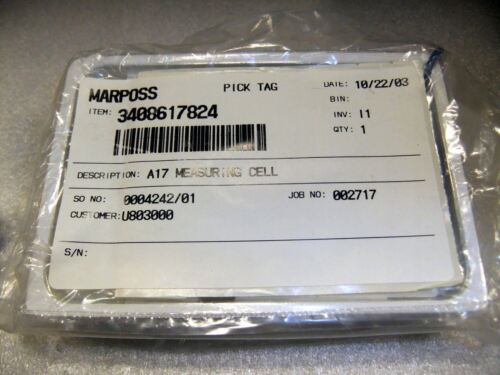 MARPOSS PICK TAG DATE: 10/22/03
ITEM: 3408617824 BIN:
INV: I1
QTY: 1
DESCRIPTION: A17 MEASURING CELL
SO NO: 0004242/01 JOB NO: 002717
CUSTOMER: U803000
S/N: